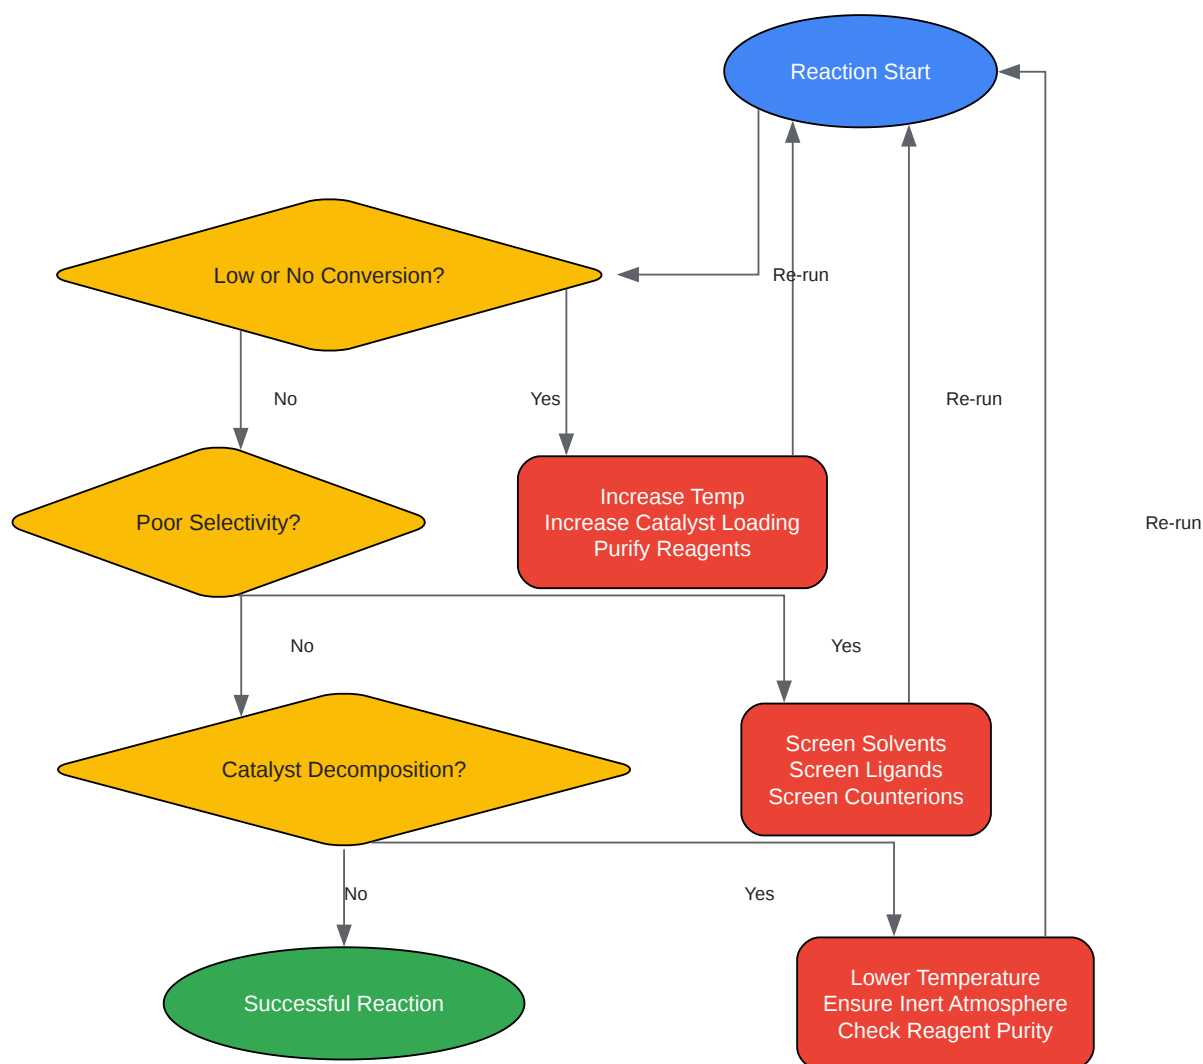 Reaction Start
Low or No Conversion?
Re-run
No
Yes
Re-run
Increase Temp
Increase Catalyst Loading
Purify Reagents
Poor Selectivity?
Re-run
No
Yes
Screen Solvents
Screen Ligands
Screen Counterions
Catalyst Decomposition?
No
Yes
Successful Reaction
Lower Temperature
Ensure Inert Atmosphere
Check Reagent Purity